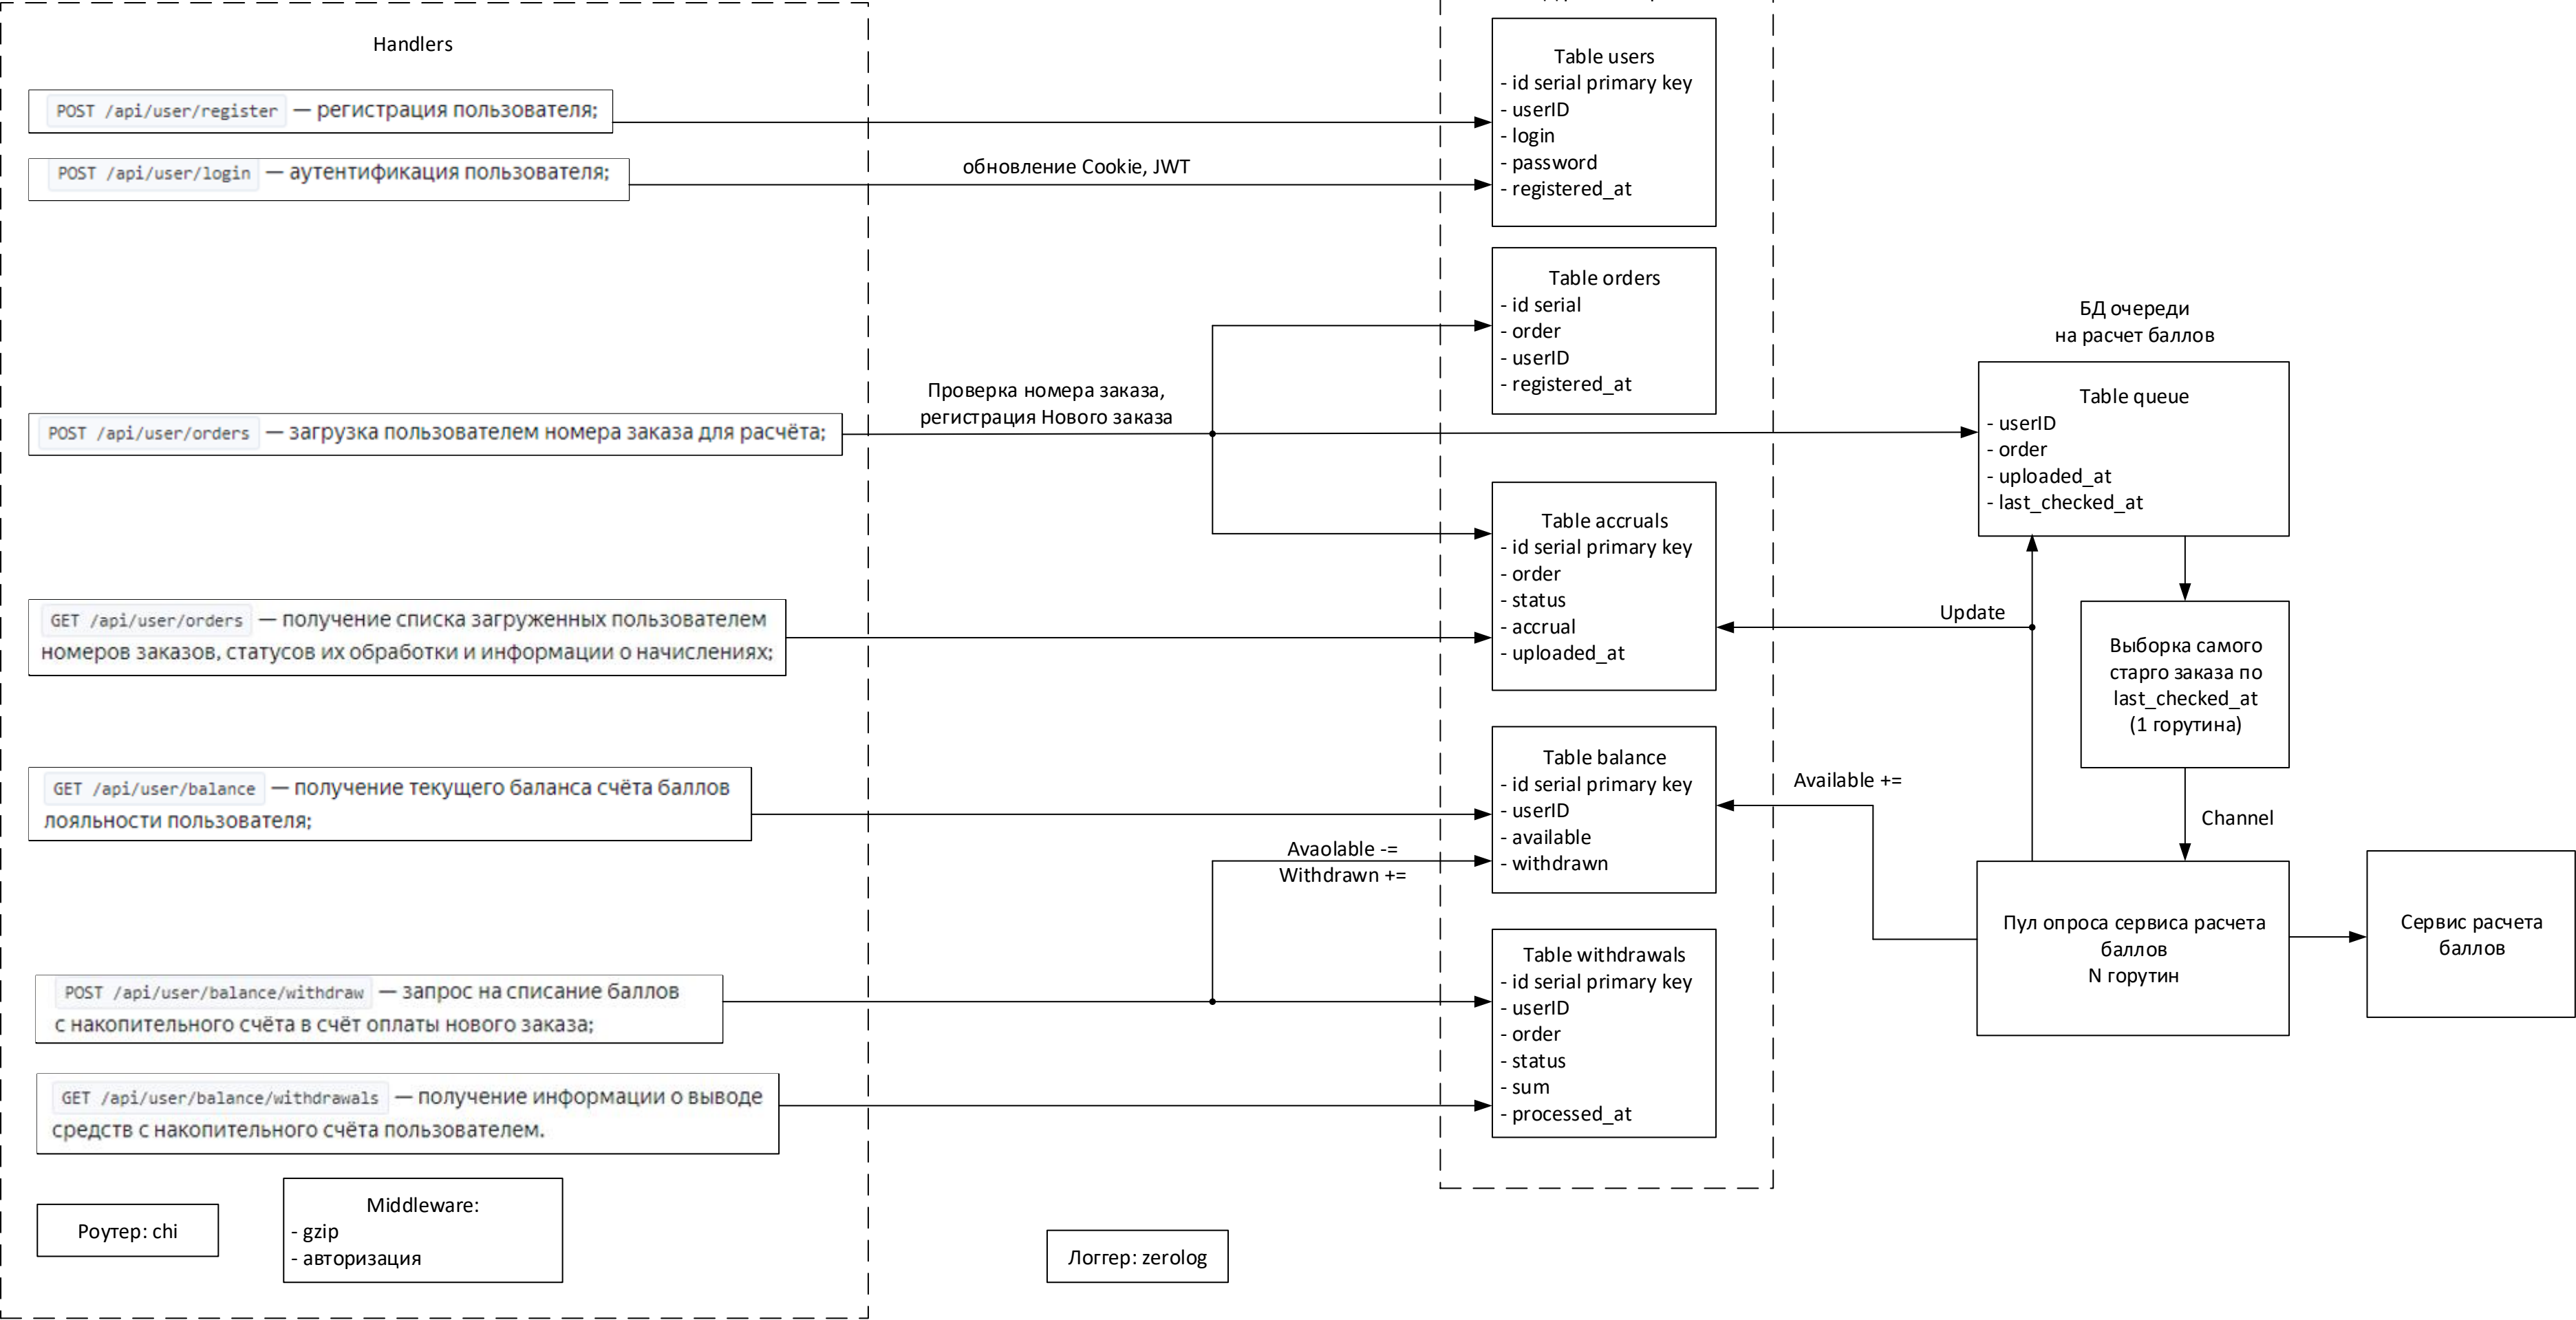 Handlers
POST /api/user/register — регистрация пользователя;
POST /api/user/login — аутентификация пользователя;
обновление Cookie, JWT
POST /api/user/orders — загрузка пользователем номера заказа для расчёта;
Проверка номера заказа,
регистрация Нового заказа
GET /api/user/orders — получение списка загруженных пользователем
номеров заказов, статусов их обработки и информации о начислениях;
GET /api/user/balance — получение текущего баланса счёта баллов
лояльности пользователя;
Avaolable -=
Withdrawn +=
POST /api/user/balance/withdraw — запрос на списание баллов
с накопительного счёта в счёт оплаты нового заказа;
GET /api/user/balance/withdrawals — получение информации о выводе
средств с накопительного счёта пользователем.
Роутер: chi
Middleware:
- gzip
- авторизация
Логгер: zerolog
Table users
- id serial primary key
- userID
- login
- password
- registered_at
Table orders
- id serial
- order
- userID
- registered_at
Table accruals
- id serial primary key
- order
- status
- accrual
- uploaded_at
Table balance
- id serial primary key
- userID
- available
- withdrawn
Table withdrawals
- id serial primary key
- userID
- order
- status
- sum
- processed_at
БД очереди
на расчет баллов
Table queue
- userID
- order
- uploaded_at
- last_checked_at
Update
Выборка самого
старго заказа по
last_checked_at
(1 горутина)
Available +=
Channel
Пул опроса сервиса расчета
баллов
N горутин
Сервис расчета
баллов